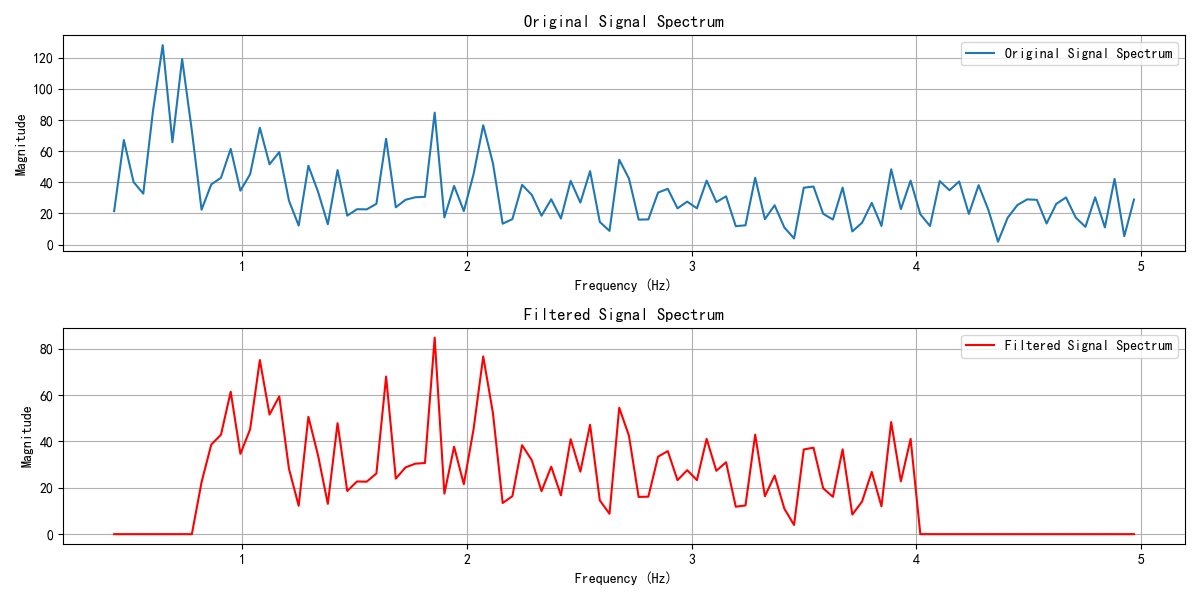 Original Signal Spectrum
Original Signal Spectrum
120
100
80
60
40
20
0
Magnitude
1 2 3 4 5
Frequency (Hz)
Filtered Signal Spectrum
Filtered Signal Spectrum
80
60
40
20
0
Magnitude
1 2 3 4 5
Frequency (Hz)